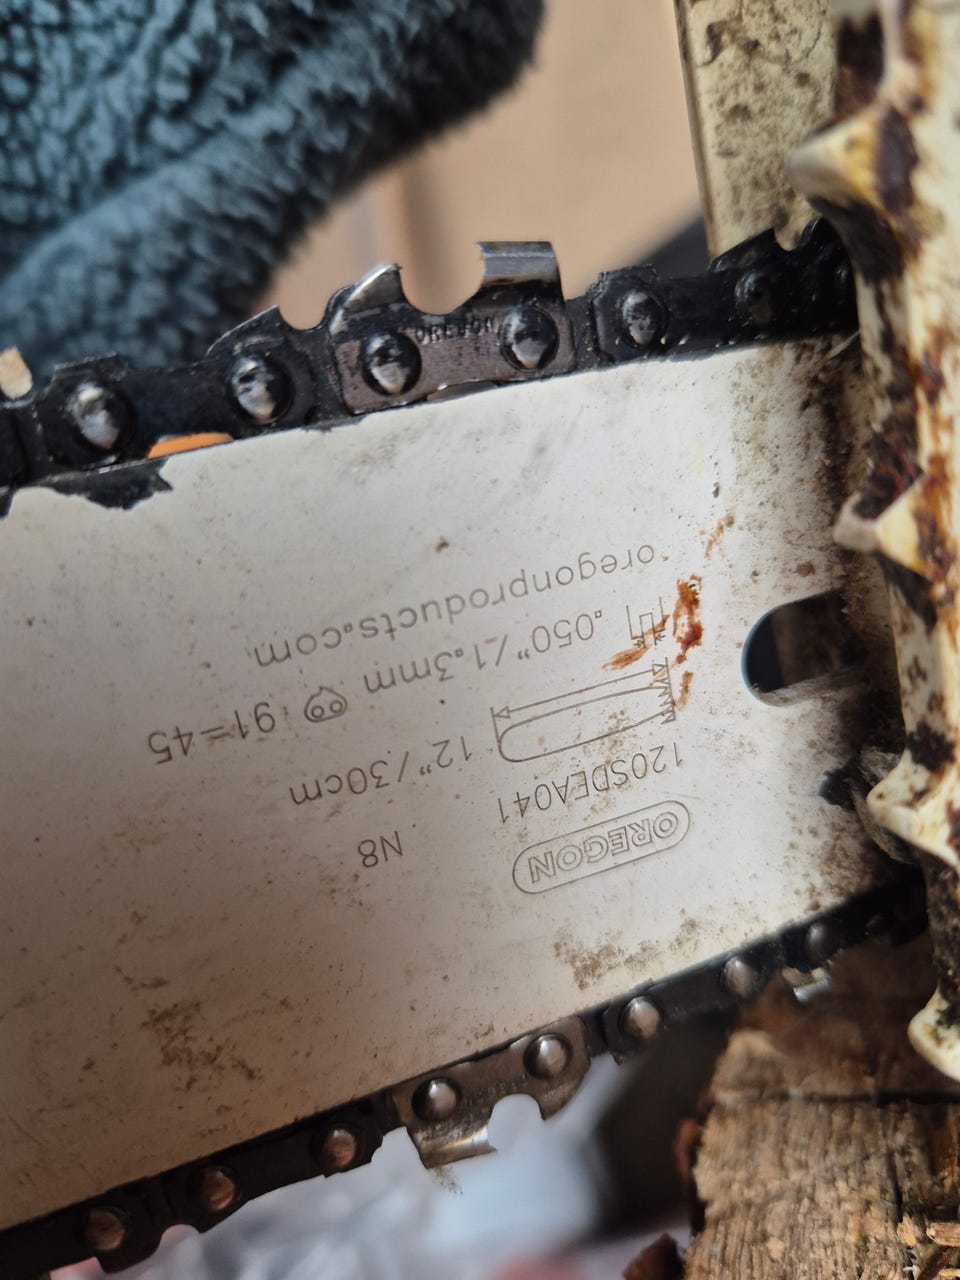 OREGON
OREGON
120SDEA041
12”/30cm
N8
.050”/1.3mm
91=45
oregonproducts.com